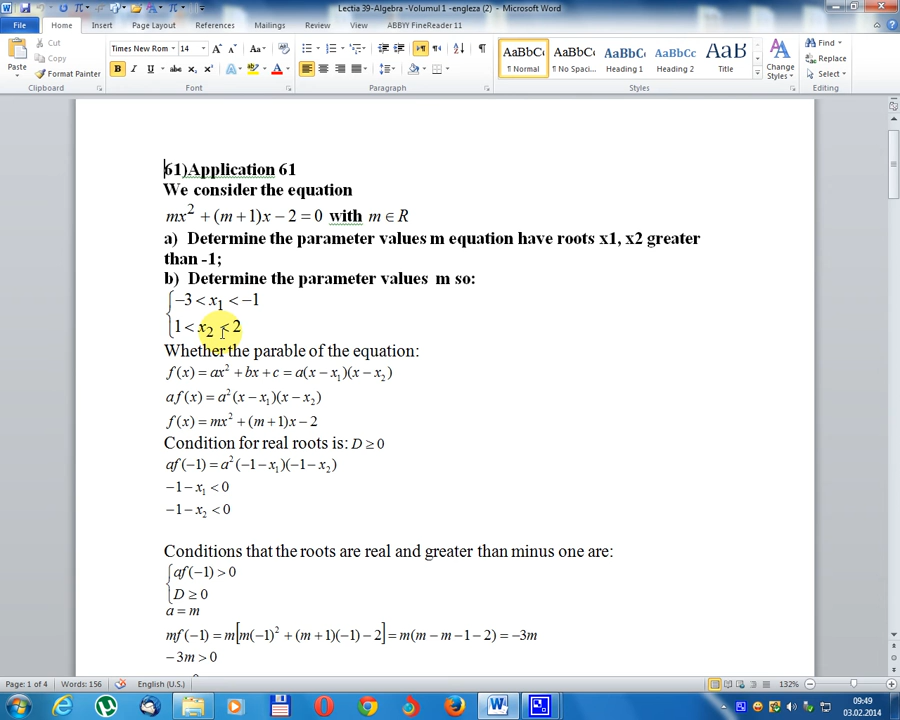 Lectia 39-Algebra -Volumul 1 -engleza (2) - Microsoft Word
File Home Insert Page Layout References Mailings Review View ABBYY FineReader 11
Cut
Copy
Format Painter
Paste
Times New Rom 14
Clipboard Font Paragraph Styles Editing
AaBbCc AaBbCc AaBbCc AaBbCc AaB
¶ Normal ¶ No Spaci... Heading 1 Heading 2 Title
Change Styles
Find
Replace
Select
61)Application 61
We consider the equation
mx² + (m + 1)x − 2 = 0 with m ∈ R
a) Determine the parameter values m equation have roots x1, x2 greater
than -1;
b) Determine the parameter values m so:
−3 < x₁ < −1
1 < x₂ < 2
Whether the parable of the equation:
f(x) = ax² + bx + c = a(x − x₁)(x − x₂)
af(x) = a²(x − x₁)(x − x₂)
f(x) = mx² + (m + 1)x − 2
Condition for real roots is: D ≥ 0
af(−1) = a²(−1 − x₁)(−1 − x₂)
−1 − x₁ < 0
−1 − x₂ < 0
Conditions that the roots are real and greater than minus one are:
af(−1) > 0
D ≥ 0
a = m
mf(−1) = m[m(−1)² + (m + 1)(−1) − 2] = m(m − m − 1 − 2) = −3m
−3m > 0
Page: 1 of 4 Words: 156 English (U.S.) 132%
09:49
03.02.2014